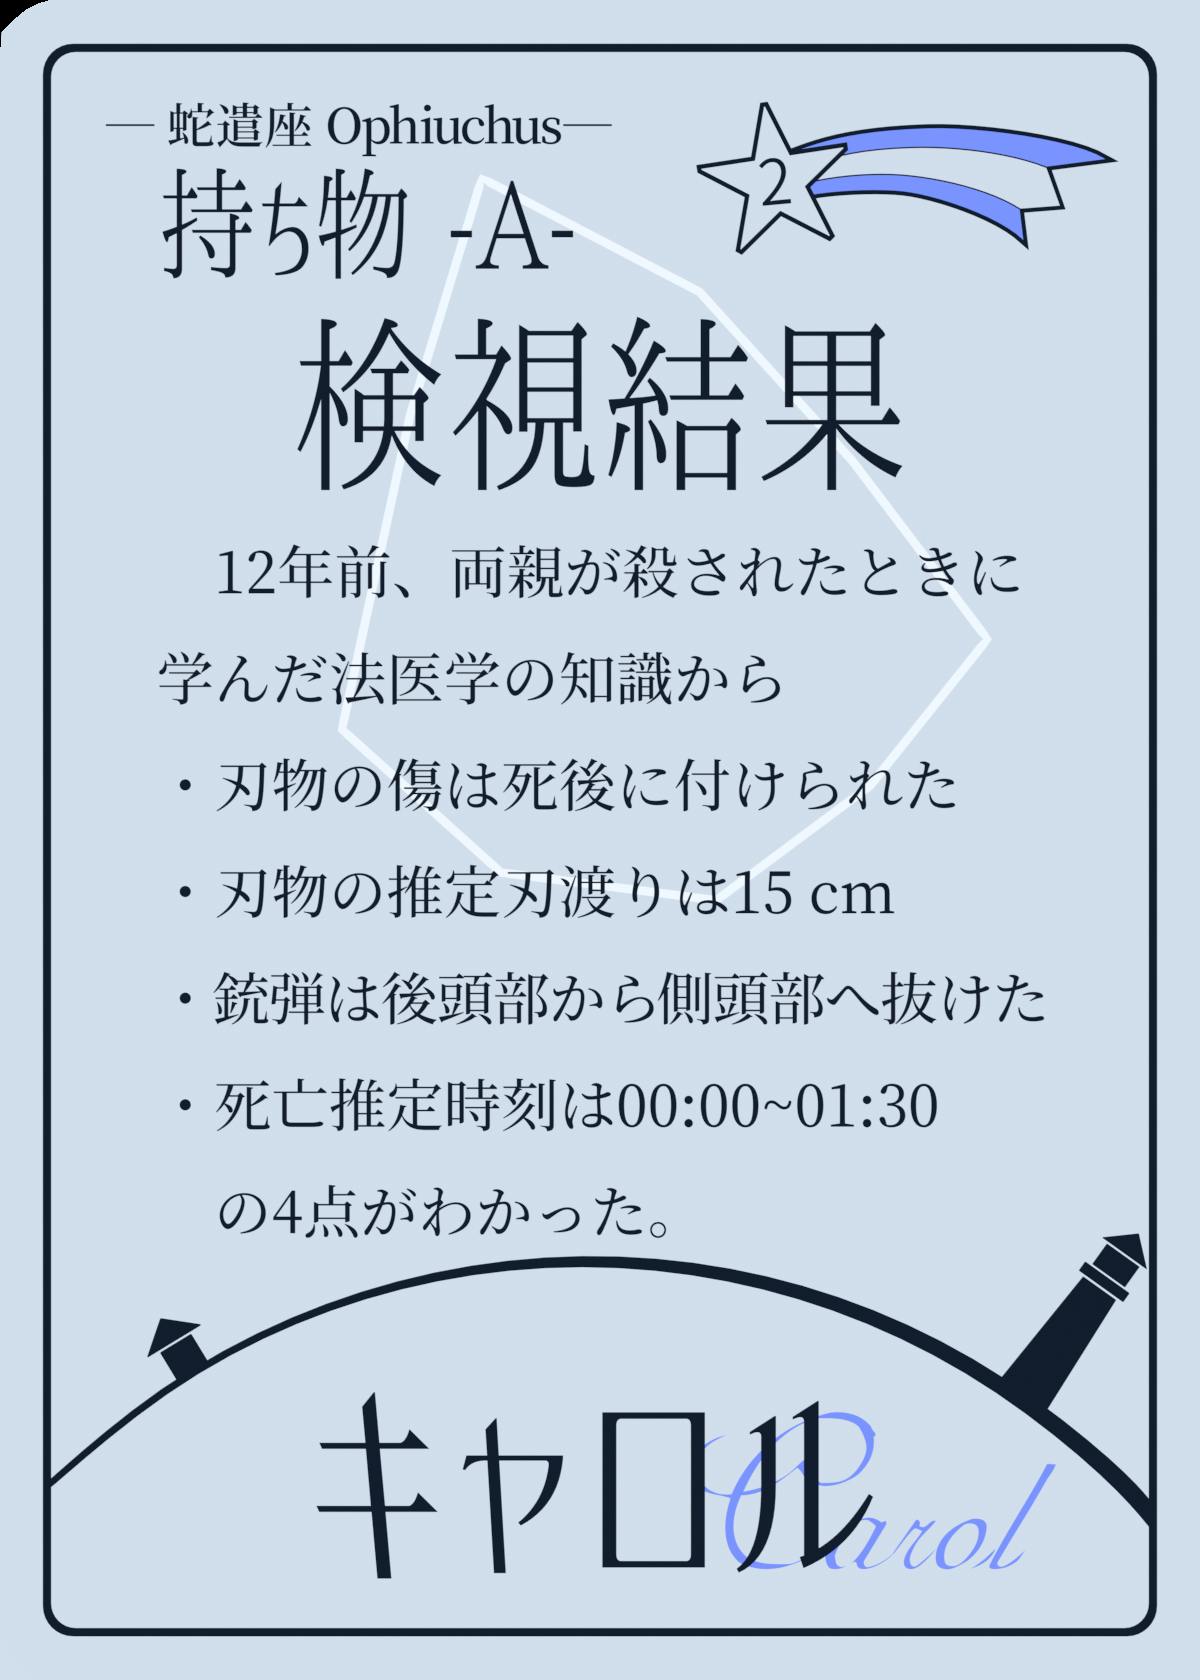 — 蛇遣座 Ophiuchus—
2
持ち物 -A-
検視結果
12年前、両親が殺されたときに
学んだ法医学の知識から
・刃物の傷は死後に付けられた
・刃物の推定刃渡りは15 cm
・銃弾は後頭部から側頭部へ抜けた
・死亡推定時刻は00:00~01:30
の4点がわかった。
キャロル
Carol